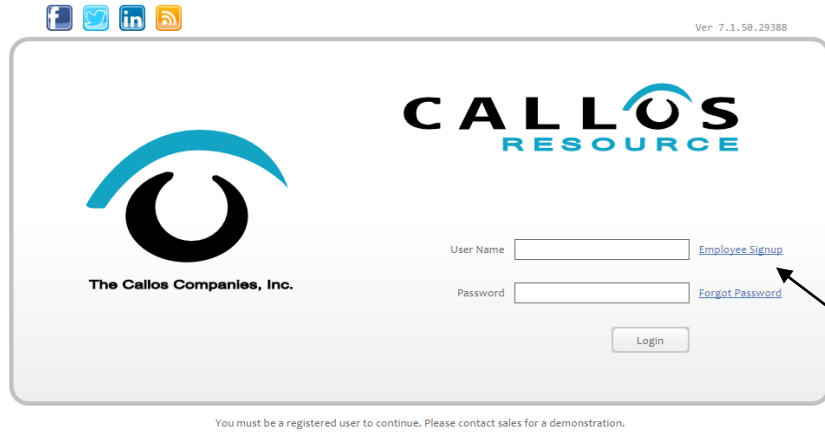 Ver 7.1.50.29388
CALLOS
RESOURCE
User Name
Employee Signup
The Callos Companies, Inc.
Password
Forgot Password
Login
You must be a registered user to continue. Please contact sales for a demonstration.